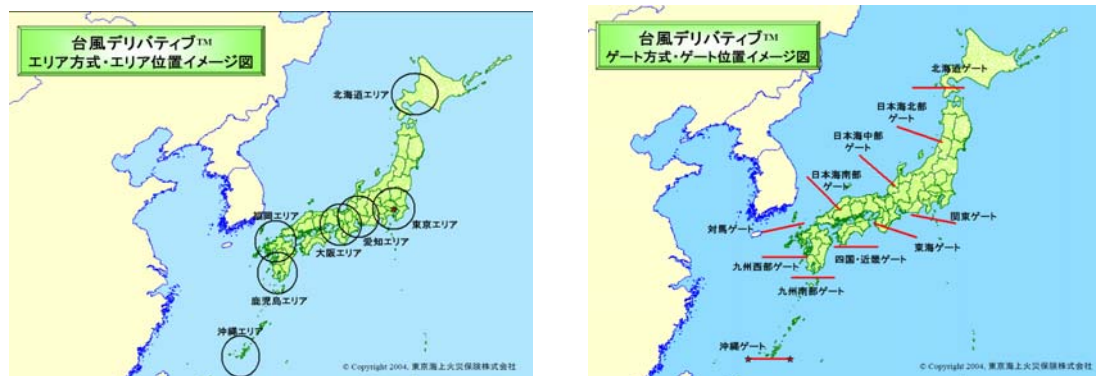 台風デリバティブ™
エリア方式・エリア位置イメージ図
北海道エリア
福岡エリア
東京エリア
愛知エリア
大阪エリア
鹿児島エリア
沖縄エリア
© Copyright 2004, 東京海上火災保険株式会社
台風デリバティブ™
ゲート方式・ゲート位置イメージ図
北海道ゲート
日本海北部
ゲート
日本海中部
ゲート
日本海南部
ゲート
対馬ゲート
関東ゲート
東海ゲート
四国・近畿ゲート
九州西部ゲート
九州南部ゲート
沖縄ゲート
© Copyright 2004, 東京海上火災保険株式会社